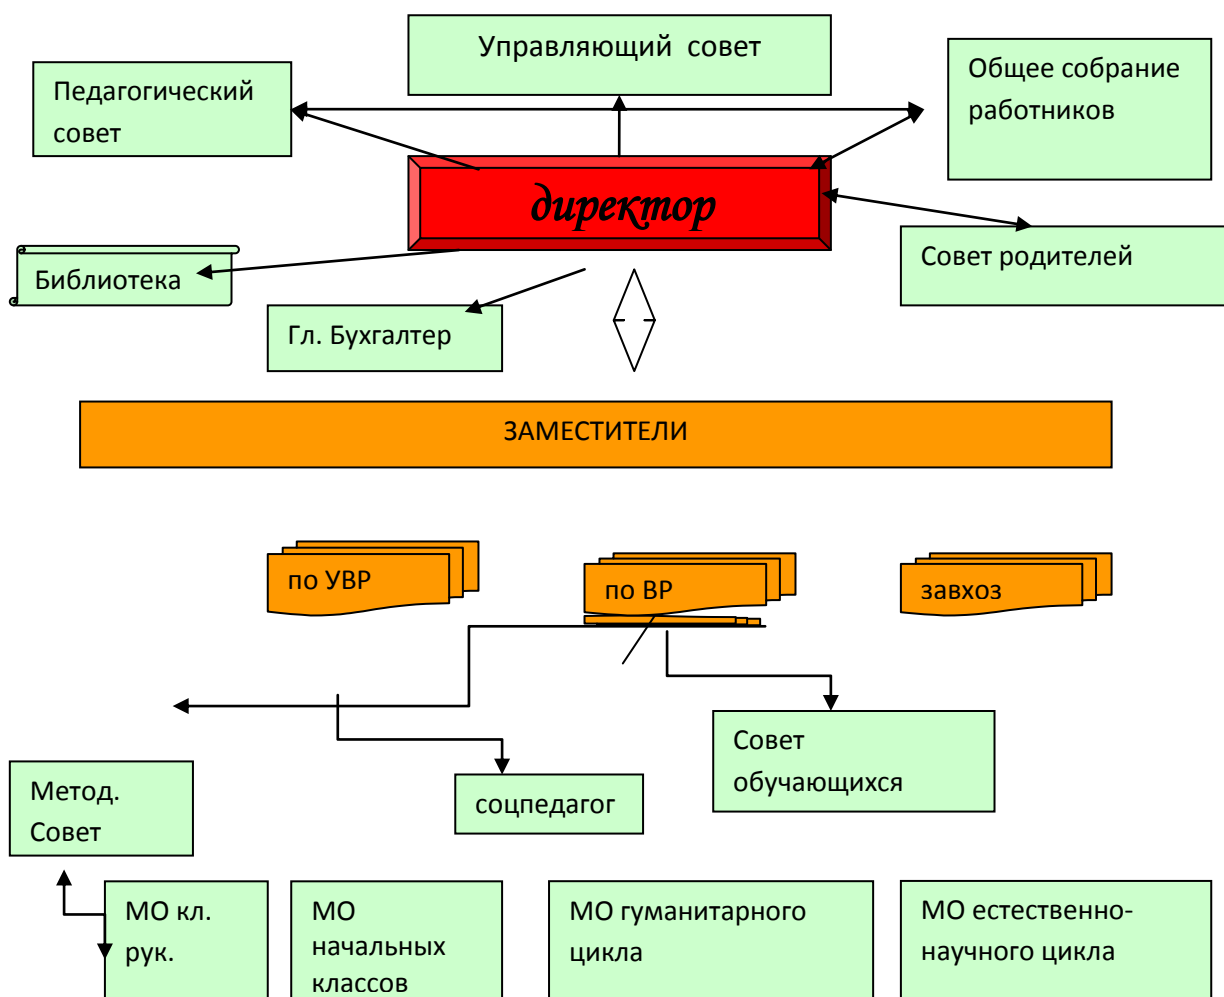 Управляющий совет
Педагогический
совет
Общее собрание
работников
директор
Совет родителей
Библиотека
Гл. Бухгалтер
ЗАМЕСТИТЕЛИ
по УВР
по ВР
завхоз
Совет
обучающихся
соцпедагог
Метод.
Совет
МО кл.
рук.
МО
начальных
классов
МО гуманитарного
цикла
МО естественно-
научного цикла